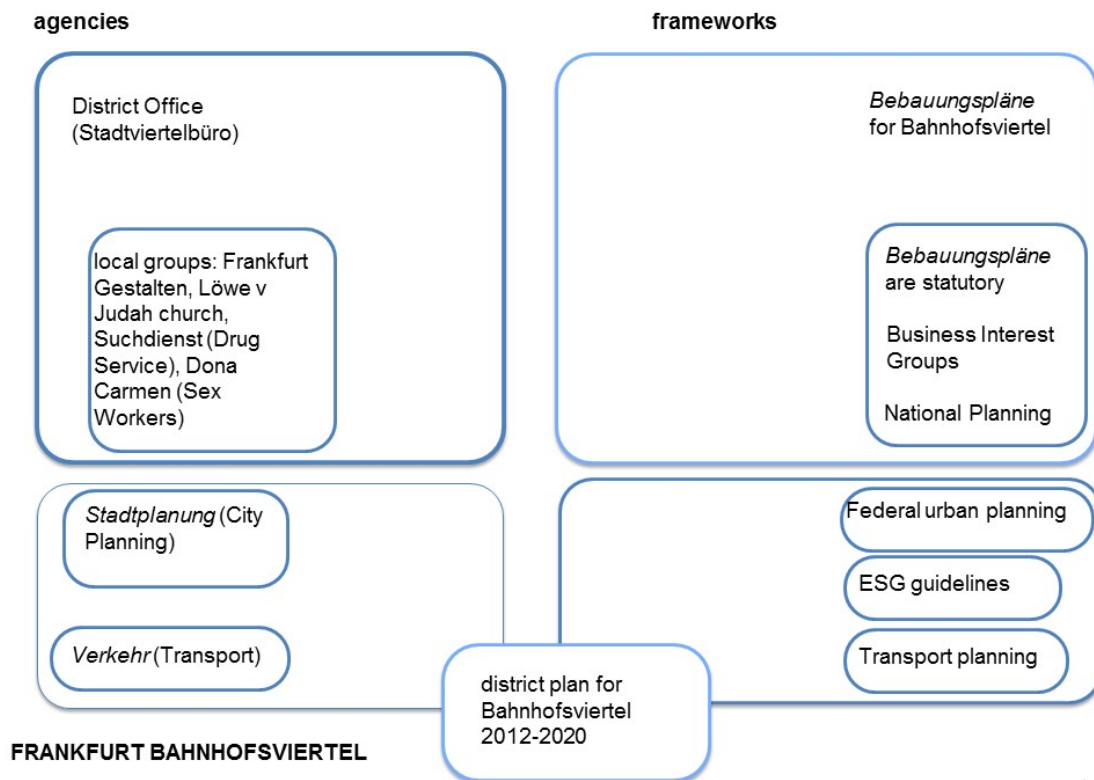 agencies
frameworks
District Office
(Stadtviertelbüro)
local groups: Frankfurt
Gestalten, Löwe v
Judah church,
Suchdienst (Drug
Service), Dona
Carmen (Sex
Workers)
Bebauungspläne
for Bahnhofsviertel
Bebauungspläne
are statutory
Business Interest
Groups
National Planning
Stadtplanung (City
Planning)
Verkehr (Transport)
Federal urban planning
ESG guidelines
Transport planning
district plan for
Bahnhofsviertel
2012-2020
FRANKFURT BAHNHOFSVIERTEL